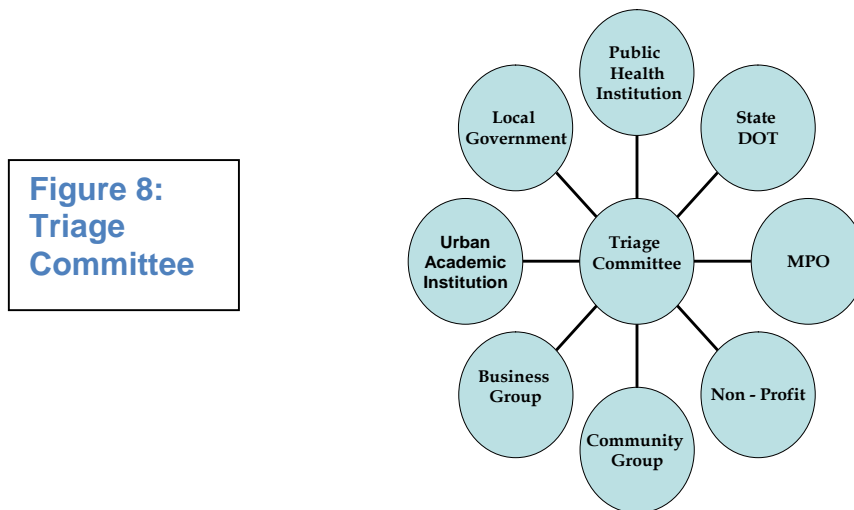 Figure 8:
Triage
Committee
Public
Health
Institution
Local
Government
State
DOT
Urban
Academic
Institution
Triage
Committee
MPO
Business
Group
Non - Profit
Community
Group